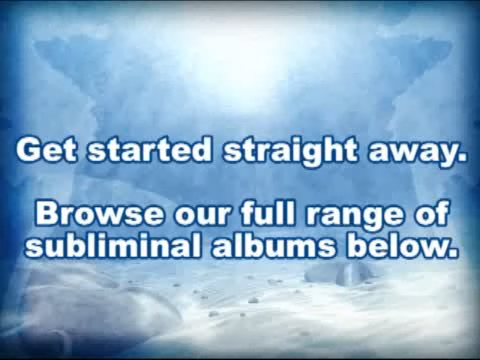 Get started straight away.
Browse our full range of
subliminal albums below.